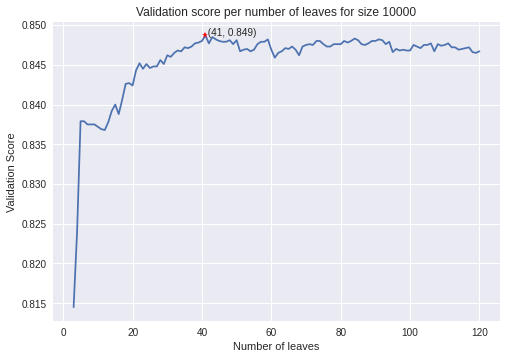 Validation score per number of leaves for size 10000
(41, 0.849)
0.850
0.845
0.840
0.835
0.830
0.825
0.820
0.815
Validation Score
0 20 40 60 80 100 120
Number of leaves